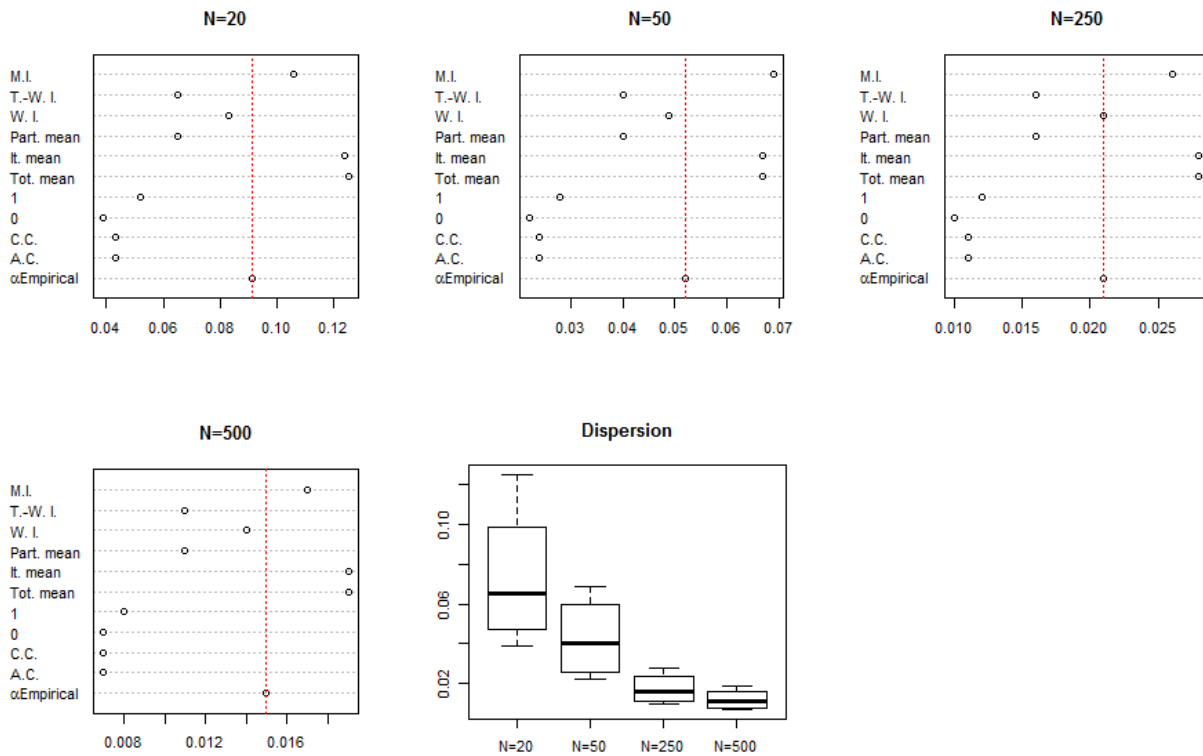 N=20
M.I.
T.-W. I.
W. I.
Part. mean
It. mean
Tot. mean
1
0
C.C.
A.C.
αEmpirical
0.04 0.06 0.08 0.10 0.12
N=50
M.I.
T.-W. I.
W. I.
Part. mean
It. mean
Tot. mean
1
0
C.C.
A.C.
αEmpirical
0.03 0.04 0.05 0.06 0.07
N=250
M.I.
T.-W. I.
W. I.
Part. mean
It. mean
Tot. mean
1
0
C.C.
A.C.
αEmpirical
0.010 0.015 0.020 0.025
N=500
M.I.
T.-W. I.
W. I.
Part. mean
It. mean
Tot. mean
1
0
C.C.
A.C.
αEmpirical
0.008 0.012 0.016
Dispersion
0.10
0.06
0.02
N=20 N=50 N=250 N=500